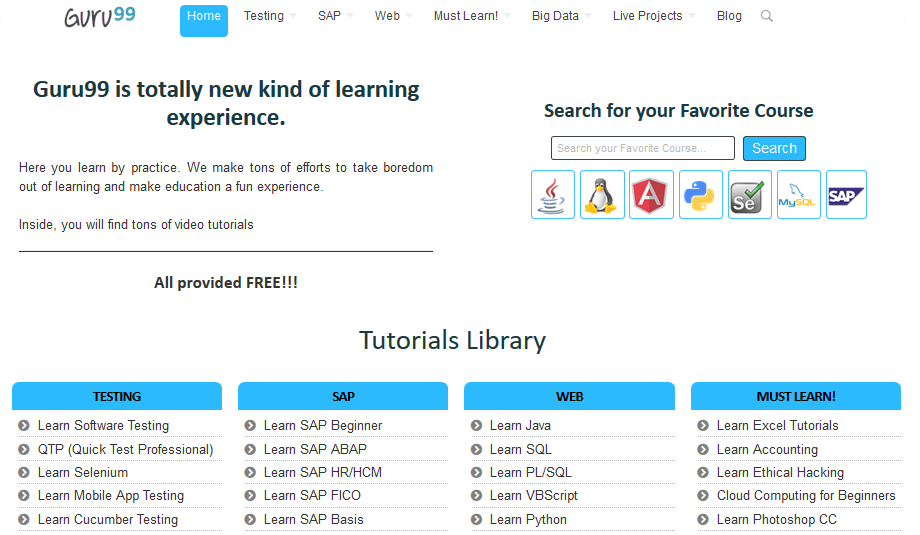 Guru99
Home Testing SAP Web Must Learn! Big Data Live Projects Blog
Guru99 is totally new kind of learning
experience.
Here you learn by practice. We make tons of efforts to take boredom
out of learning and make education a fun experience.
Inside, you will find tons of video tutorials
All provided FREE!!!
Search for your Favorite Course
Search your Favorite Course... Search
Se MySQL SAP
Tutorials Library
TESTING
Learn Software Testing
QTP (Quick Test Professional)
Learn Selenium
Learn Mobile App Testing
Learn Cucumber Testing
SAP
Learn SAP Beginner
Learn SAP ABAP
Learn SAP HR/HCM
Learn SAP FICO
Learn SAP Basis
WEB
Learn Java
Learn SQL
Learn PL/SQL
Learn VBScript
Learn Python
MUST LEARN!
Learn Excel Tutorials
Learn Accounting
Learn Ethical Hacking
Cloud Computing for Beginners
Learn Photoshop CC